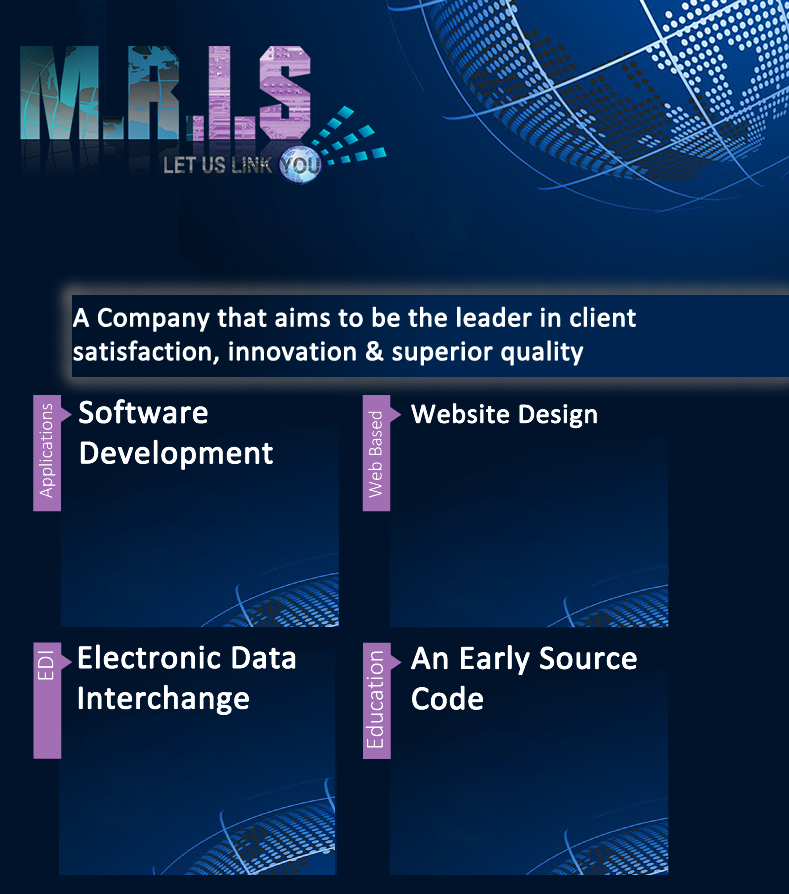 M.R.I.S
LET US LINK YOU
A Company that aims to be the leader in client
satisfaction, innovation & superior quality
Applications
Software
Development
Web Based
Website Design
EDI
Electronic Data
Interchange
Education
An Early Source
Code